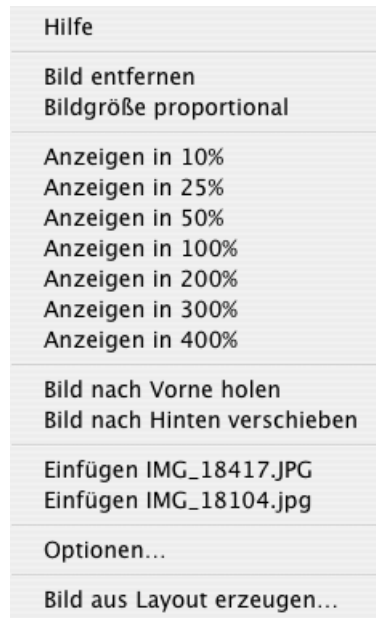 Hilfe
Bild entfernen
Bildgröße proportional
Anzeigen in 10%
Anzeigen in 25%
Anzeigen in 50%
Anzeigen in 100%
Anzeigen in 200%
Anzeigen in 300%
Anzeigen in 400%
Bild nach Vorne holen
Bild nach Hinten verschieben
Einfügen IMG_18417.JPG
Einfügen IMG_18104.jpg
Optionen...
Bild aus Layout erzeugen...